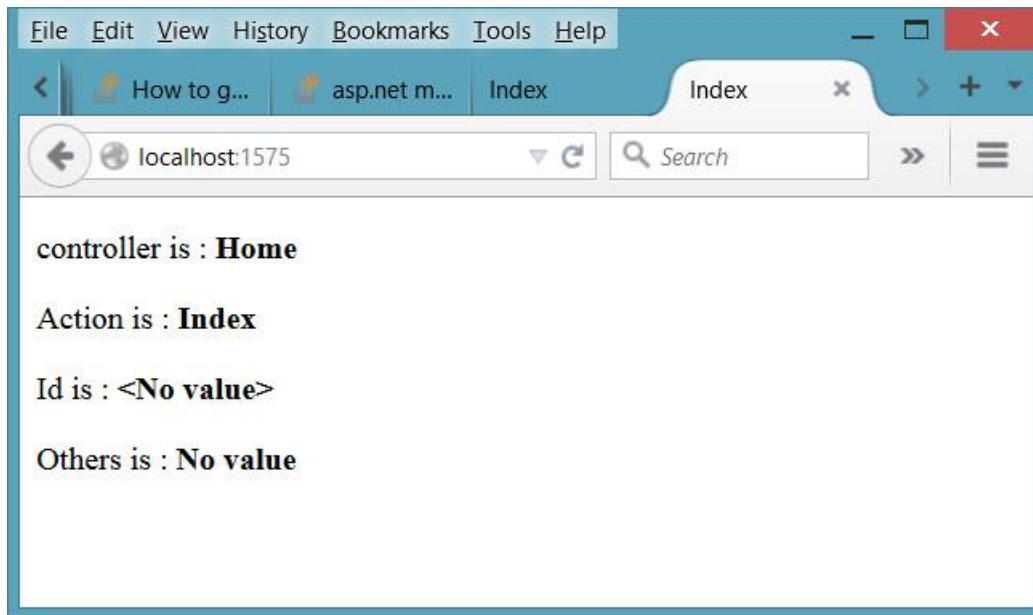 File Edit View History Bookmarks Tools Help
How to g... asp.net m... Index Index
localhost:1575 Search
controller is : Home
Action is : Index
Id is : <No value>
Others is : No value